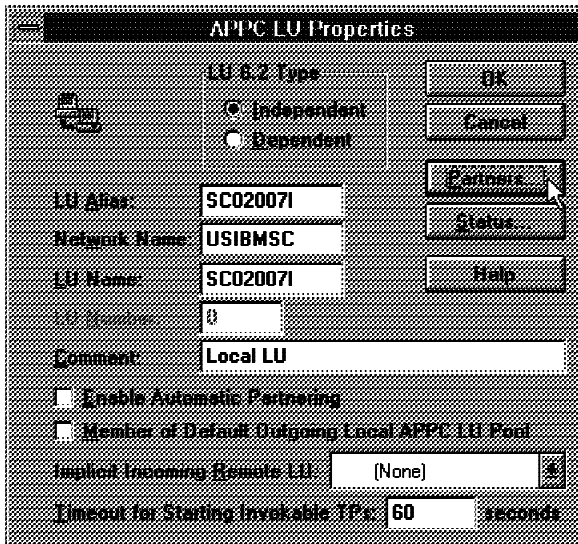 APPC LU Properties
LU 6.2 Type
Independent
Dependent
OK
Cancel
Partners...
Status...
Help
LU Alias: SC02007I
Network Name: USIBMSC
LU Name: SC02007I
LU Number: 0
Comment: Local LU
Enable Automatic Partnering
Member of Default Outgoing Local APPC LU Pool
Implicit Incoming Remote LU: (None)
Timeout for Starting Invokable TPs: 60 seconds